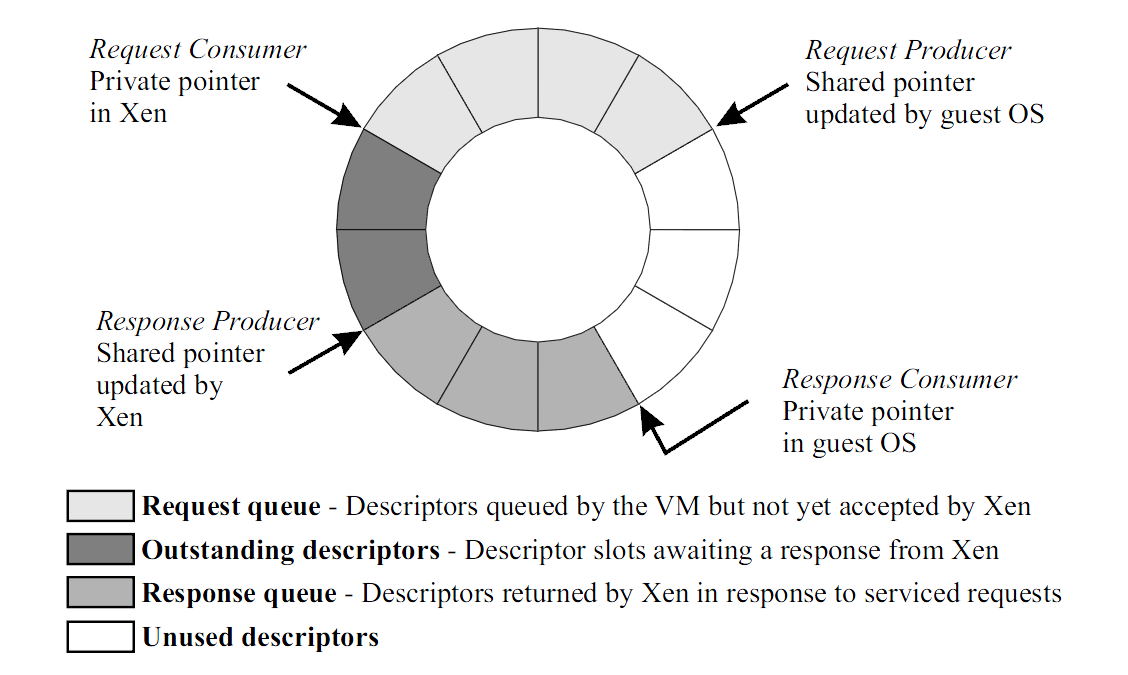 Request Consumer
Private pointer
in Xen
Request Producer
Shared pointer
updated by guest OS
Response Producer
Shared pointer
updated by
Xen
Response Consumer
Private pointer
in guest OS
Request queue - Descriptors queued by the VM but not yet accepted by Xen
Outstanding descriptors - Descriptor slots awaiting a response from Xen
Response queue - Descriptors returned by Xen in response to serviced requests
Unused descriptors